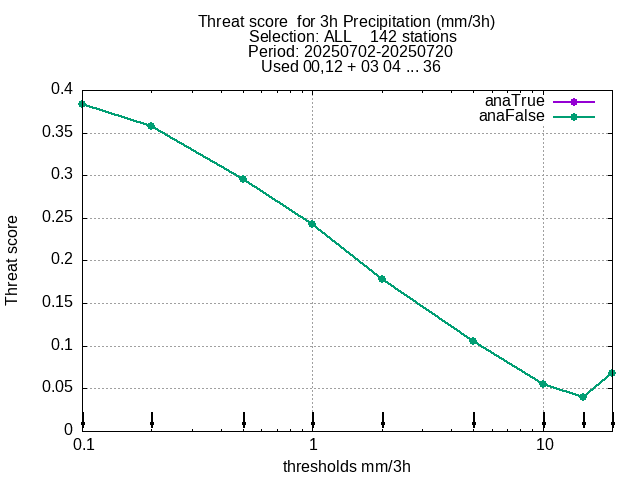 Threat score  for 3h Precipitation (mm/3h)
Selection: ALL    142 stations
Period: 20250702-20250720
Used 00,12 + 03 04 ... 36
anaTrue
anaFalse
0.4
0.35
0.3
0.25
0.2
0.15
0.1
0.05
0
Threat score
0.1 1 10
thresholds mm/3h